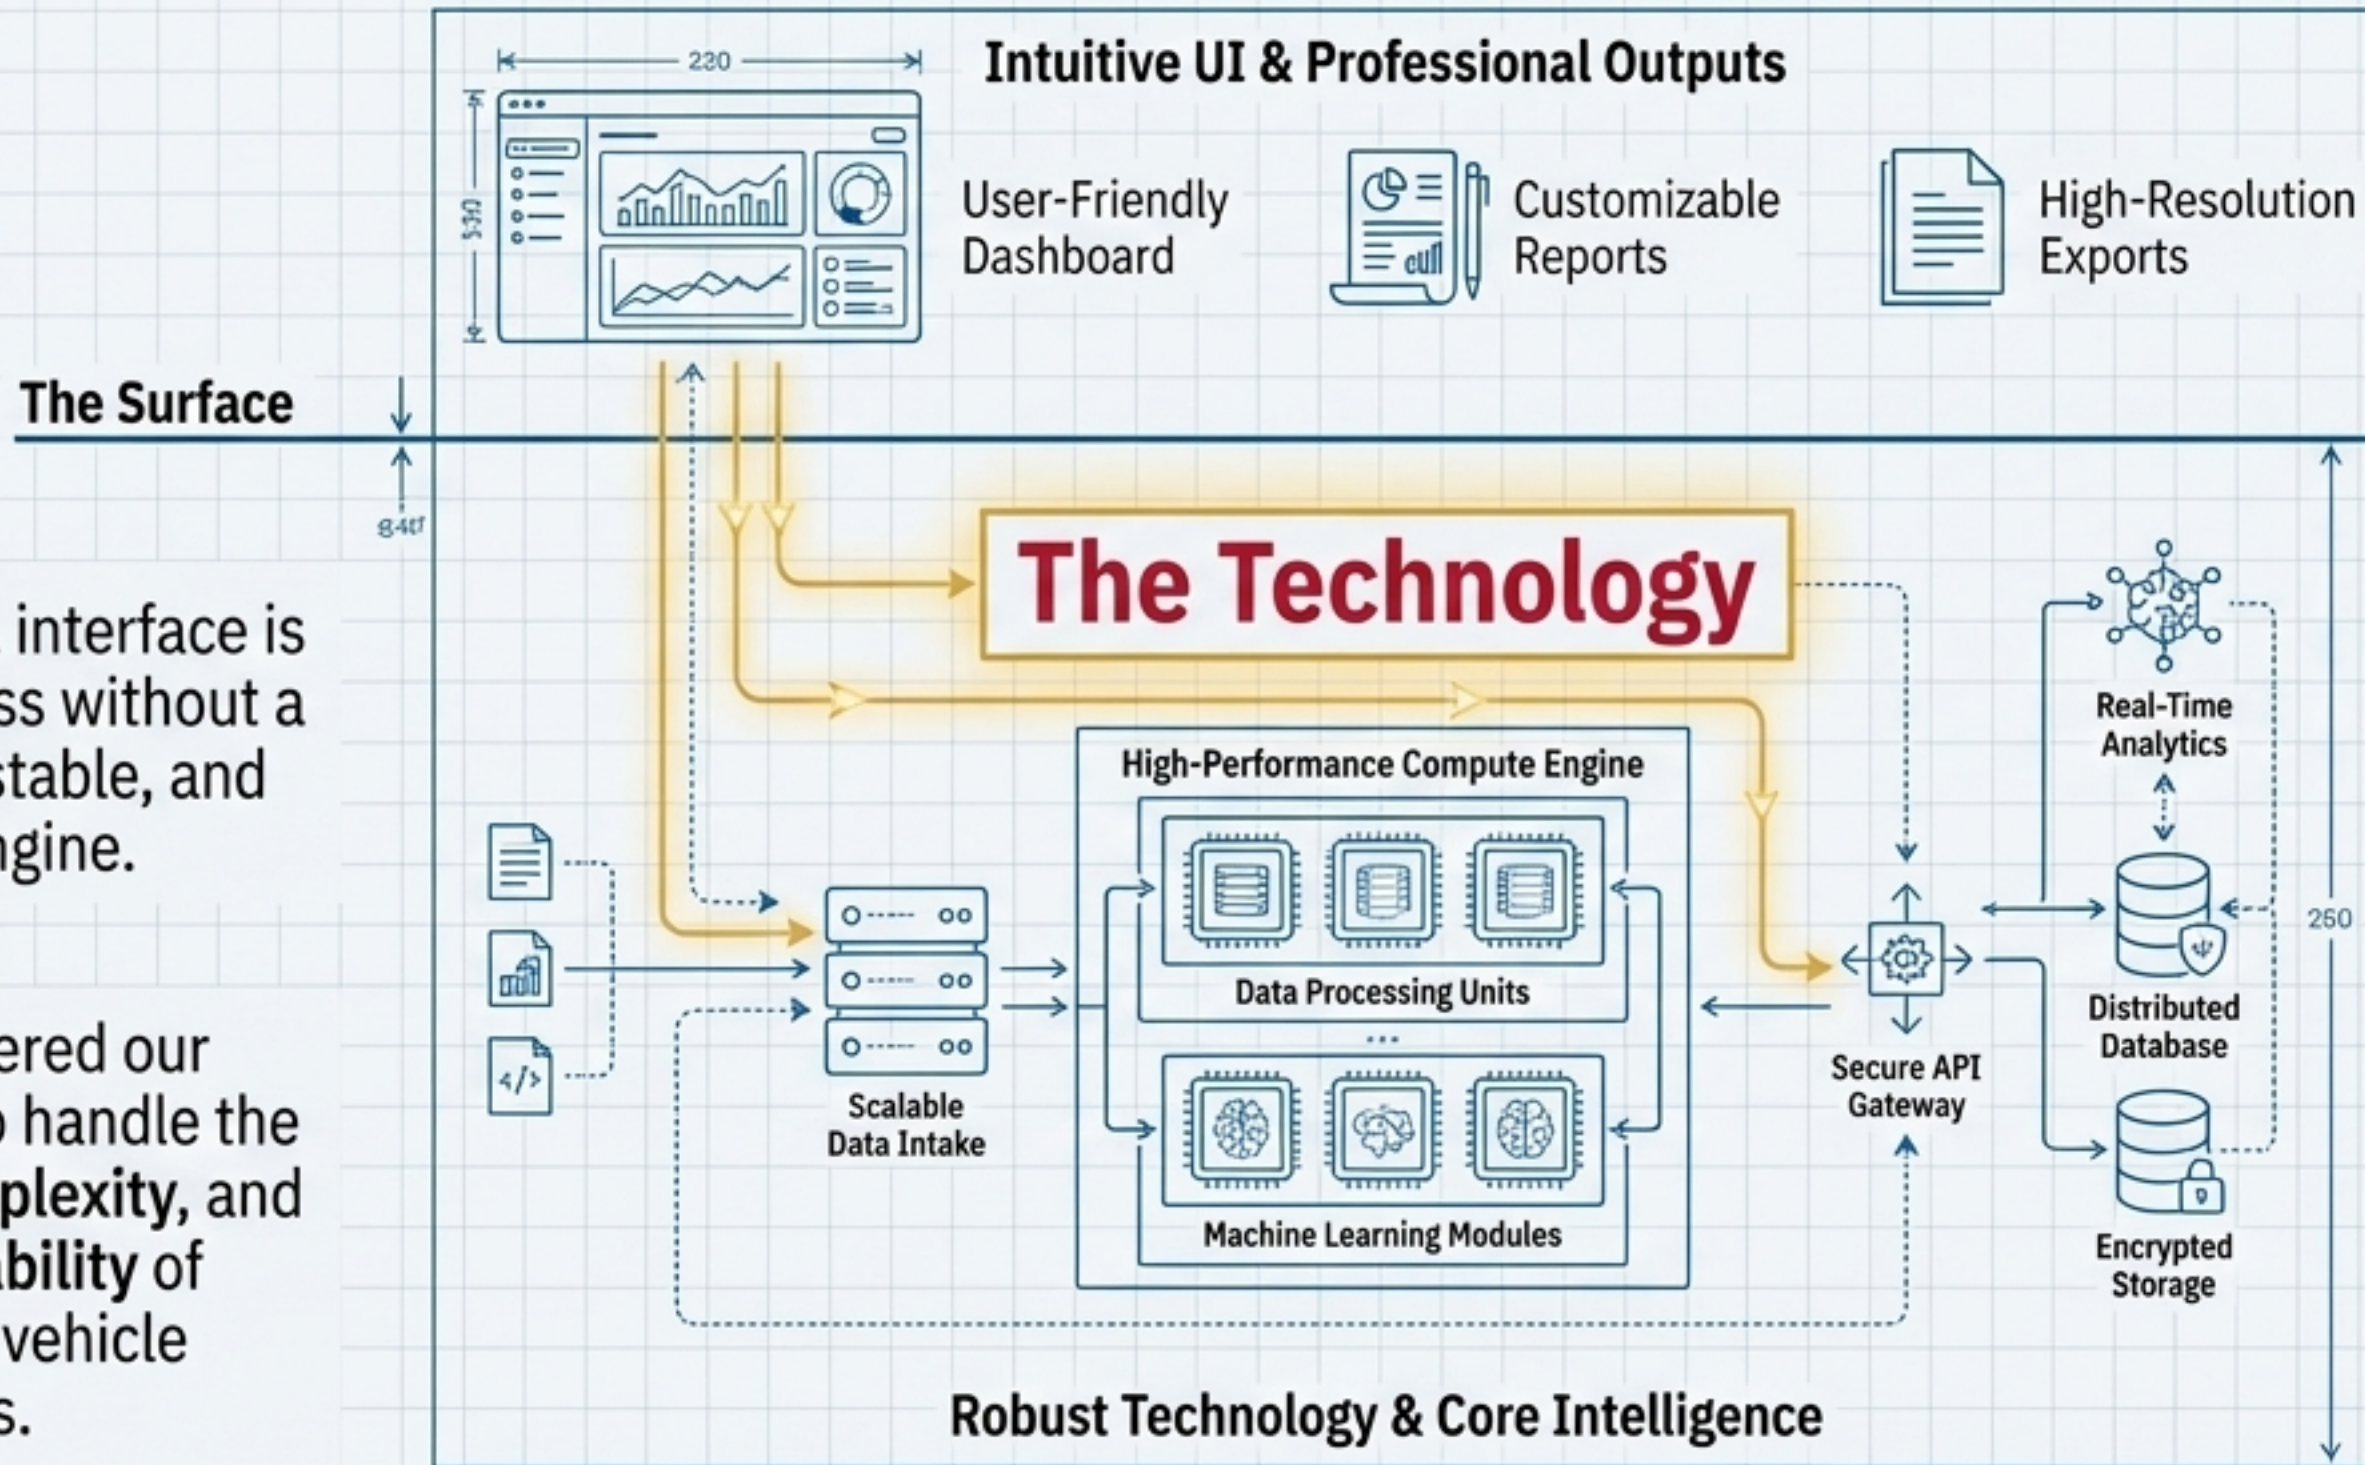 230
Intuitive UI & Professional Outputs
User-Friendly
Dashboard
Customizable
Reports
High-Resolution
Exports
The Surface
The Technology
interface is
ss without a
stable, and
ngine.
ered our
o handle the
plexity, and
ability of
vehicle
s.
High-Performance Compute Engine
Data Processing Units
...
Machine Learning Modules
</>
Scalable
Data Intake
Secure API
Gateway
Real-Time
Analytics
Distributed
Database
Encrypted
Storage
250
Robust Technology & Core Intelligence